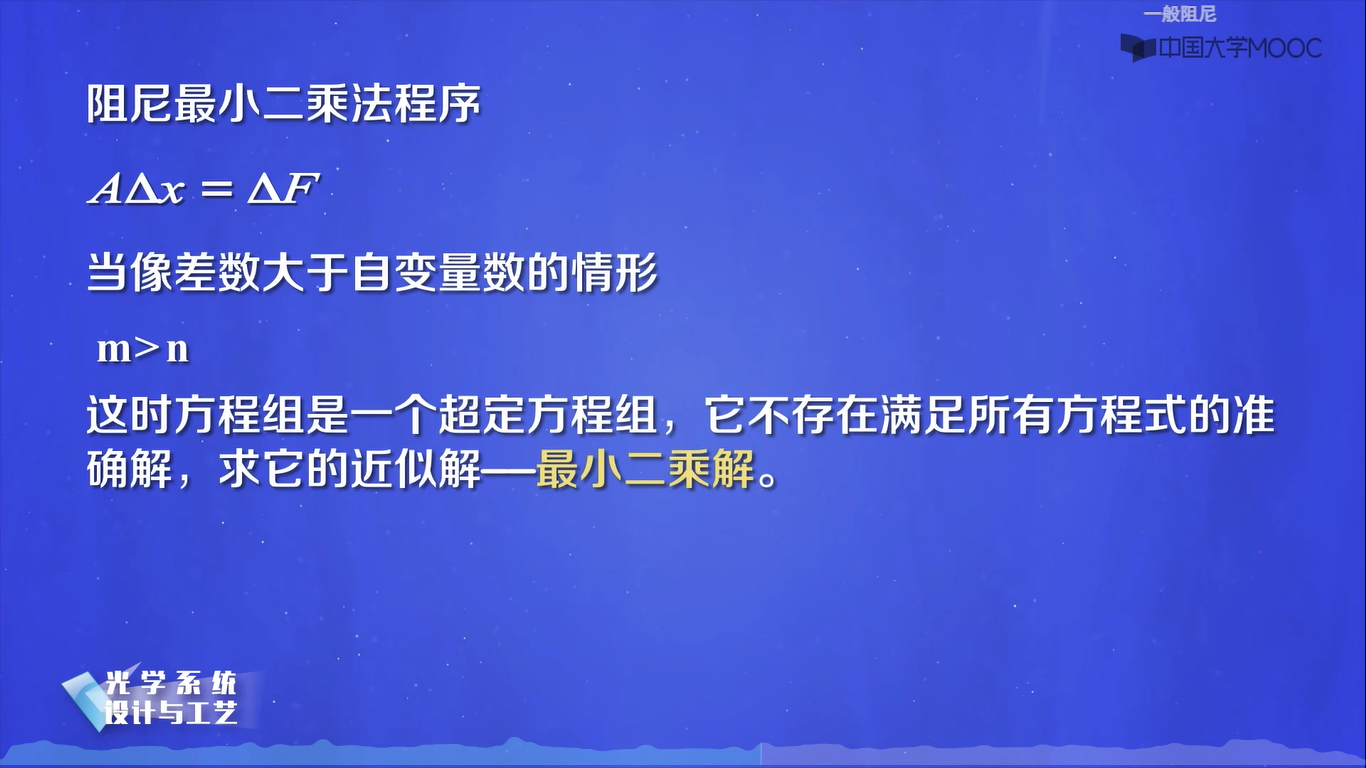 一般阻尼
中国大学MOOC
阻尼最小二乘法程序
AΔx = ΔF
当像差数大于自变量数的情形
m>n
这时方程组是一个超定方程组，它不存在满足所有方程式的准
确解，求它的近似解——最小二乘解。
光学系统
设计与工艺